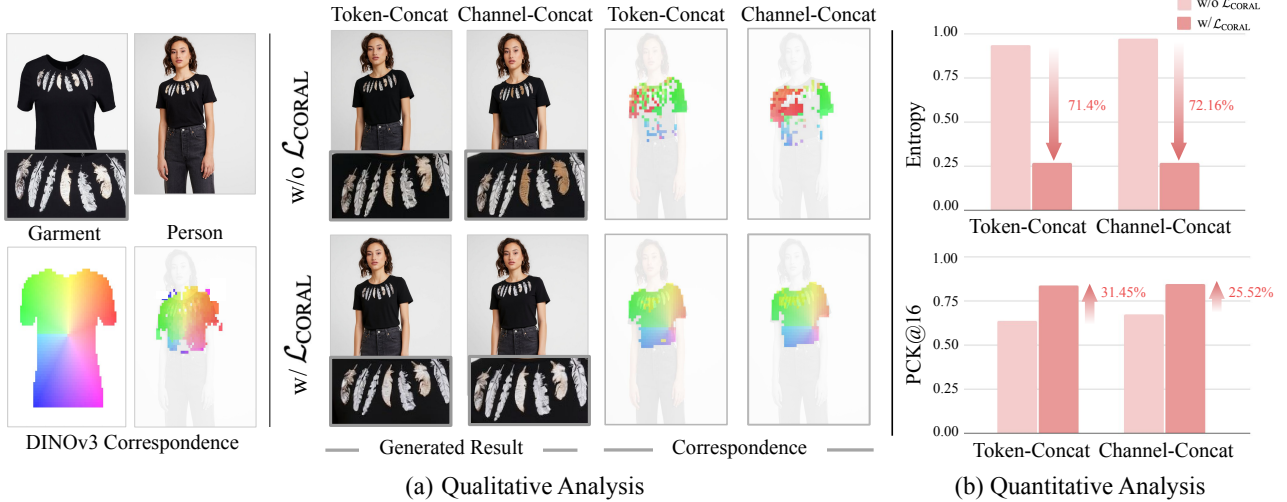 Token-Concat Channel-Concat Token-Concat Channel-Concat
w/o ℒCORAL
w/ ℒCORAL
Garment Person
DINOv3 Correspondence
Generated Result
Correspondence
(a) Qualitative Analysis
w/o ℒCORAL
w/ ℒCORAL
Entropy
1.00
0.75
0.50
0.25
0.00
71.4%
72.16%
Token-Concat Channel-Concat
PCK@16
0.75
0.50
0.25
0.00
31.45%
25.52%
Token-Concat Channel-Concat
(b) Quantitative Analysis